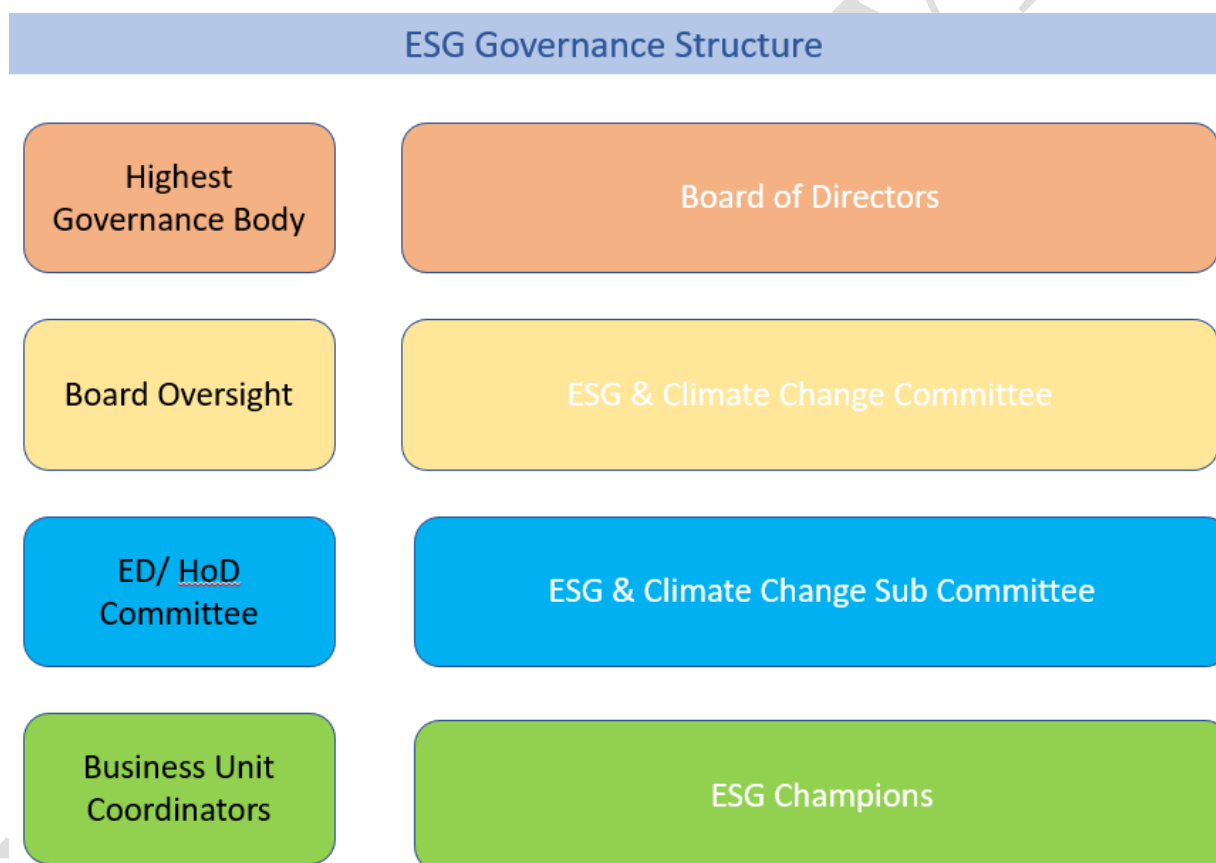 ESG Governance Structure
Highest
Governance Body
Board of Directors
Board Oversight
ESG & Climate Change Committee
ED/ HoD
Committee
ESG & Climate Change Sub Committee
Business Unit
Coordinators
ESG Champions